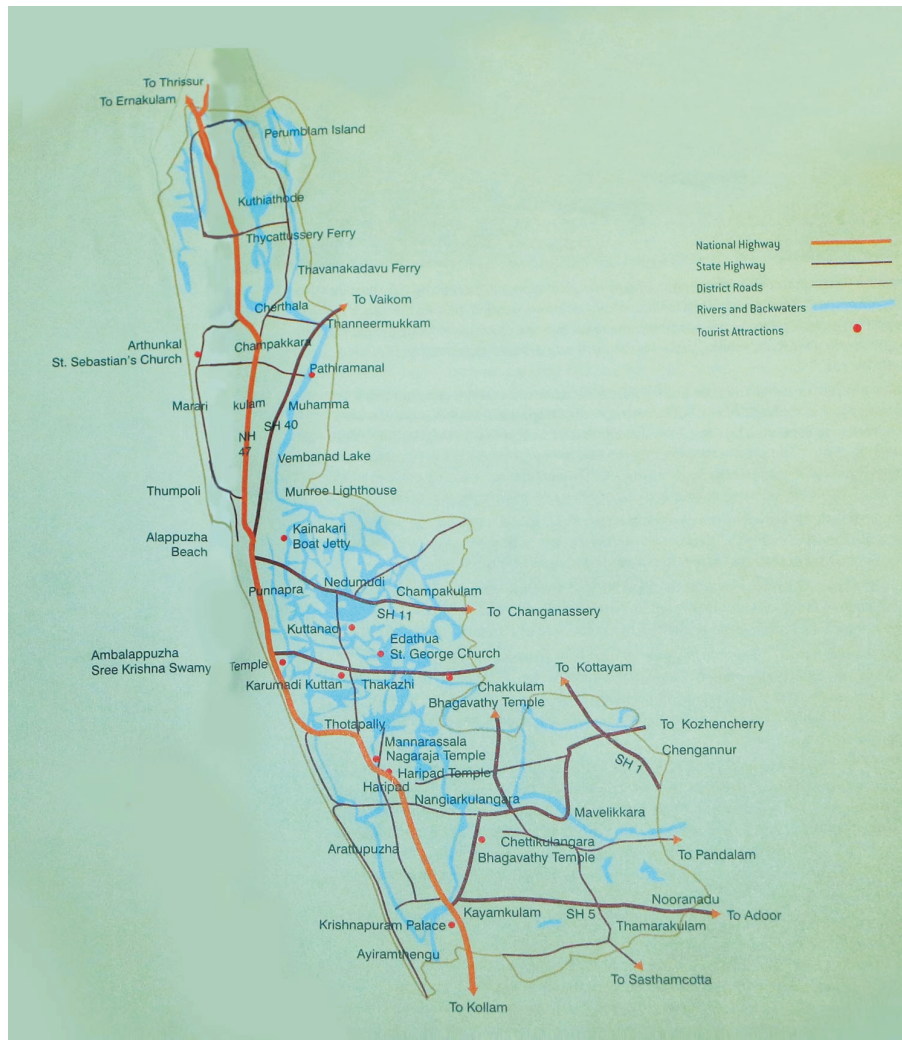 To Thrissur
To Ernakulam
Perumblam Island
Kuthiathode
Thycattussery Ferry
National Highway
State Highway
Thavanakadavu Ferry
District Roads
To Vaikom
Cherthala
Rivers and Backwaters
Thanneermukkam
Tourist Attractions
Arthunkal
St. Sebastian's Church
Champakkara
Pathiramanal
Marari kulam
Muhamma
SH 40
NH
47
Vembanad Lake
Thumpoli
Munroe Lighthouse
Kainakari
Boat Jetty
Alappuzha
Beach
Nedumudi
Punnapra
Champakulam
SH 11
To Changanassery
Kuttanad
Edathua
St. George Church
Ambalappuzha
Sree Krishna Swamy Temple
To Kottayam
Karumadi Kuttan
Thakazhi
Chakkulam
Bhagavathy Temple
Thotapally
To Kozhencherry
Mannarassala
Nagaraja Temple
Chengannur
SH 1
Haripad Temple
Haripad
Nangiarkulangara
Mavelikkara
Arattupuzha
Chettikulangara
Bhagavathy Temple
To Pandalam
Nooranadu
Kayamkulam
SH 5
To Adoor
Krishnapuram Palace
Thamarakulam
Ayiramthengu
To Sasthamcotta
To Kollam